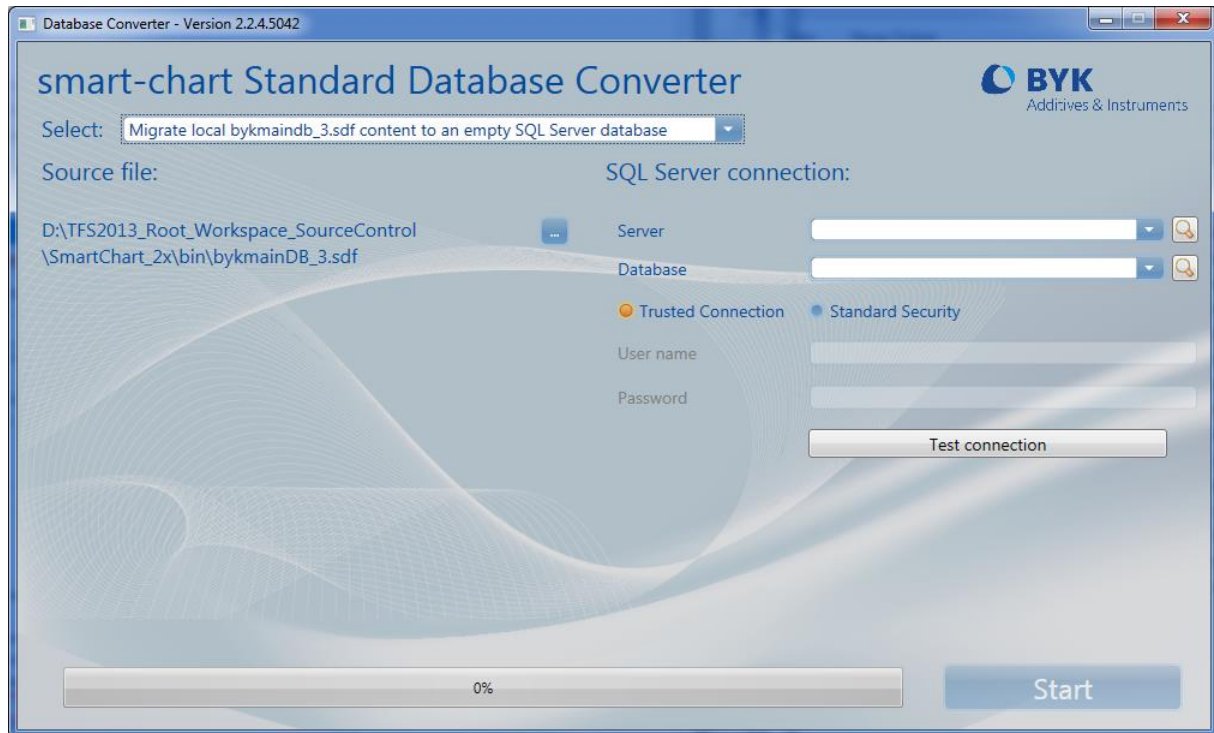 Database Converter - Version 2.2.4.5042
smart-chart Standard Database Converter
BYK
Additives & Instruments
Select:
Migrate local bykmaindb_3.sdf content to an empty SQL Server database
Source file:
SQL Server connection:
D:\TFS2013_Root_Workspace_SourceControl
\SmartChart_2x\bin\bykmainDB_3.sdf
...
Server
Database
Trusted Connection
Standard Security
User name
Password
Test connection
0%
Start